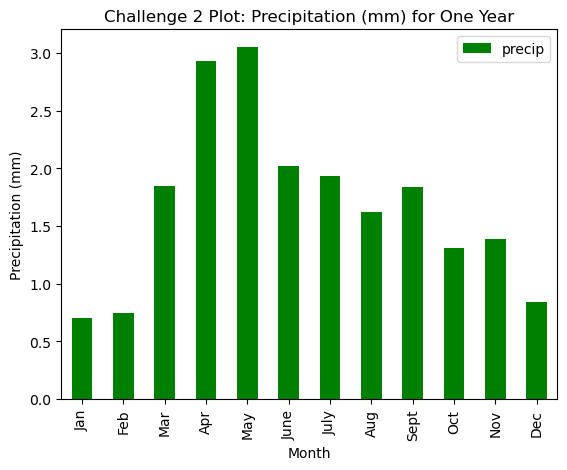 Challenge 2 Plot: Precipitation (mm) for One Year
precip
Precipitation (mm)
3.0
2.5
2.0
1.5
1.0
0.5
0.0
Jan
Feb
Mar
Apr
May
June
July
Aug
Sept
Oct
Nov
Dec
Month